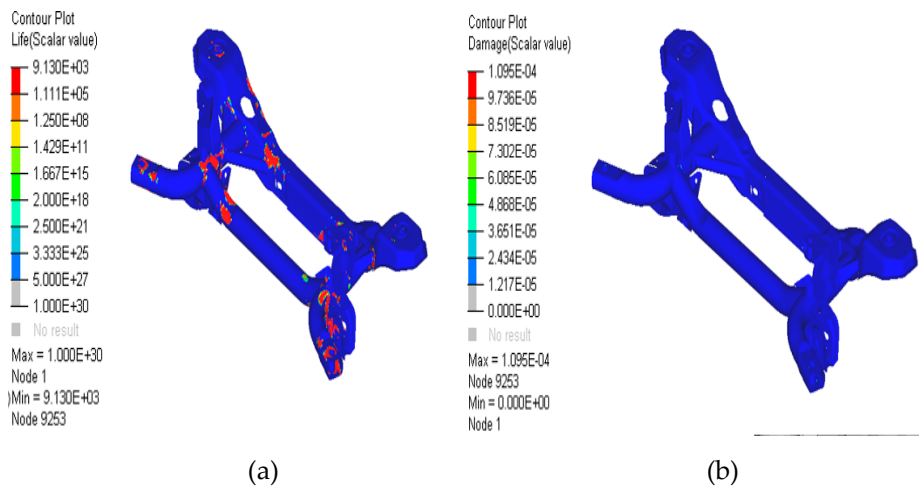 Contour Plot
Life(Scalar value)
9.130E+03
1.111E+05
1.250E+08
1.429E+11
1.667E+15
2.000E+18
2.500E+21
3.333E+25
5.000E+27
1.000E+30
No result
Max = 1.000E+30
Node 1
)Min = 9.130E+03
Node 9253
(a)
Contour Plot
Damage(Scalar value)
1.095E-04
9.736E-05
8.519E-05
7.302E-05
6.085E-05
4.868E-05
3.651E-05
2.434E-05
1.217E-05
0.000E+00
No result
Max = 1.095E-04
Node 9253
Min = 0.000E+00
Node 1
(b)